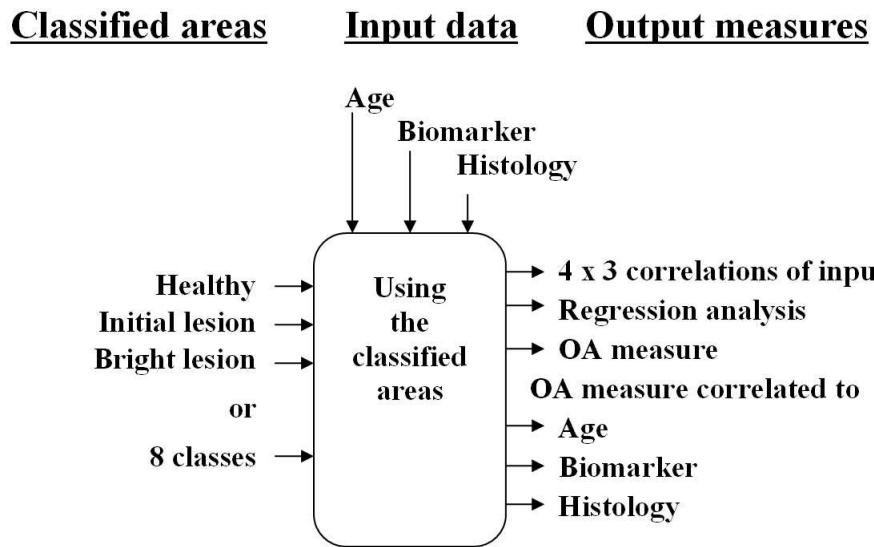 Classified areas
Input data
Output measures
Age
Biomarker
Histology
Healthy
Initial lesion
Bright lesion
or
8 classes
Using
the
classified
areas
4 x 3 correlations of inpu
Regression analysis
OA measure
OA measure correlated to
Age
Biomarker
Histology